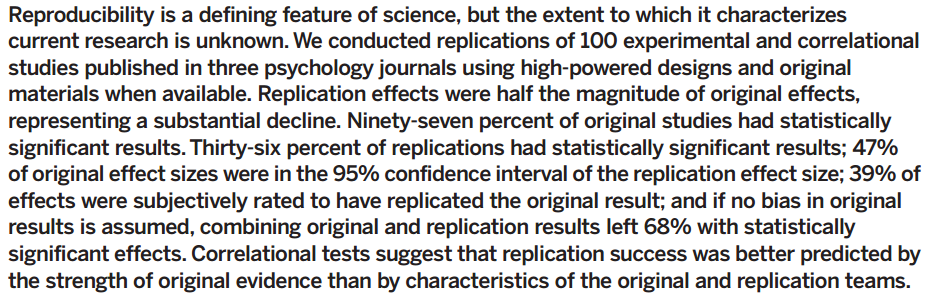 Reproducibility is a defining feature of science, but the extent to which it characterizes
current research is unknown. We conducted replications of 100 experimental and correlational
studies published in three psychology journals using high-powered designs and original
materials when available. Replication effects were half the magnitude of original effects,
representing a substantial decline. Ninety-seven percent of original studies had statistically
significant results. Thirty-six percent of replications had statistically significant results; 47%
of original effect sizes were in the 95% confidence interval of the replication effect size; 39% of
effects were subjectively rated to have replicated the original result; and if no bias in original
results is assumed, combining original and replication results left 68% with statistically
significant effects. Correlational tests suggest that replication success was better predicted by
the strength of original evidence than by characteristics of the original and replication teams.